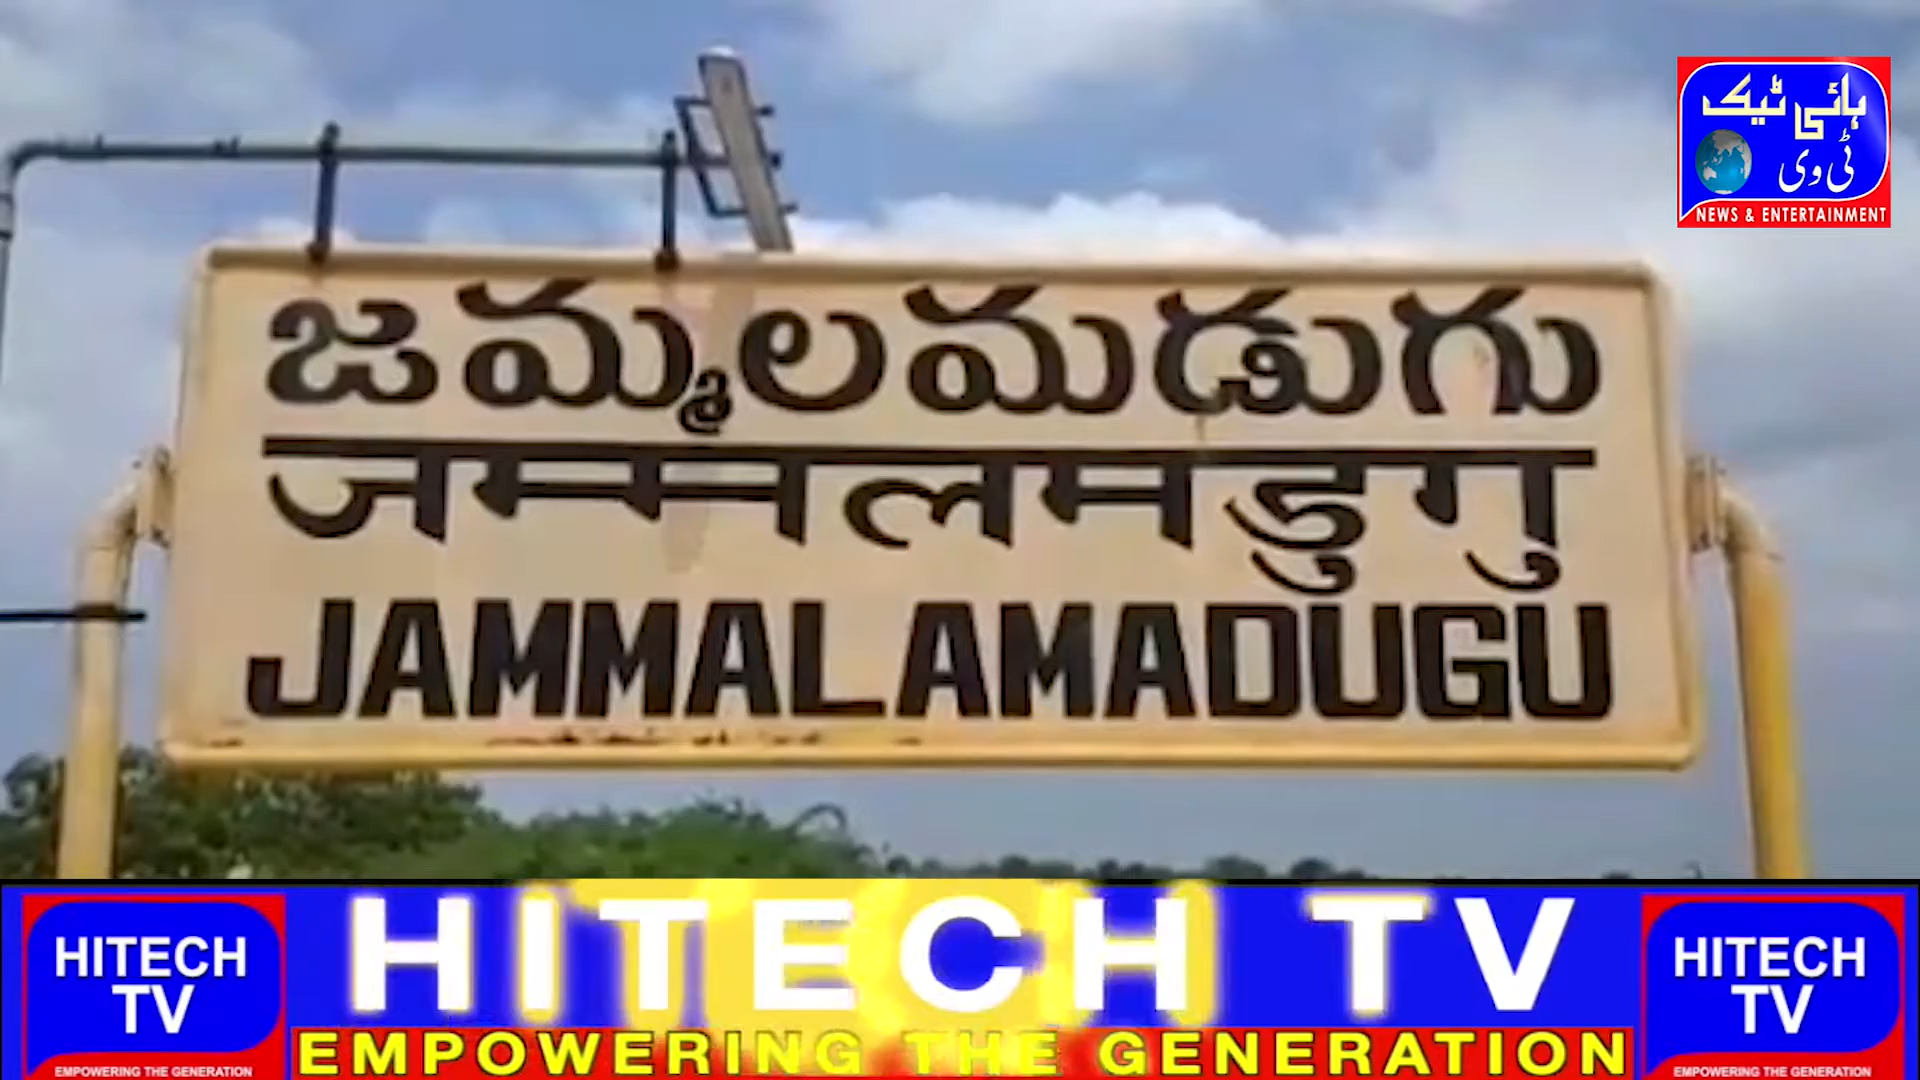 ہائی ٹیک
ٹی وی
NEWS & ENTERTAINMENT
జమ్మలమడుగు
जम्मलमडुगु
JAMMALAMADUGU
HITECH
TV
EMPOWERING THE GENERATION
HITECH TV
EMPOWERING THE GENERATION
HITECH
TV
EMPOWERING THE GENERATION